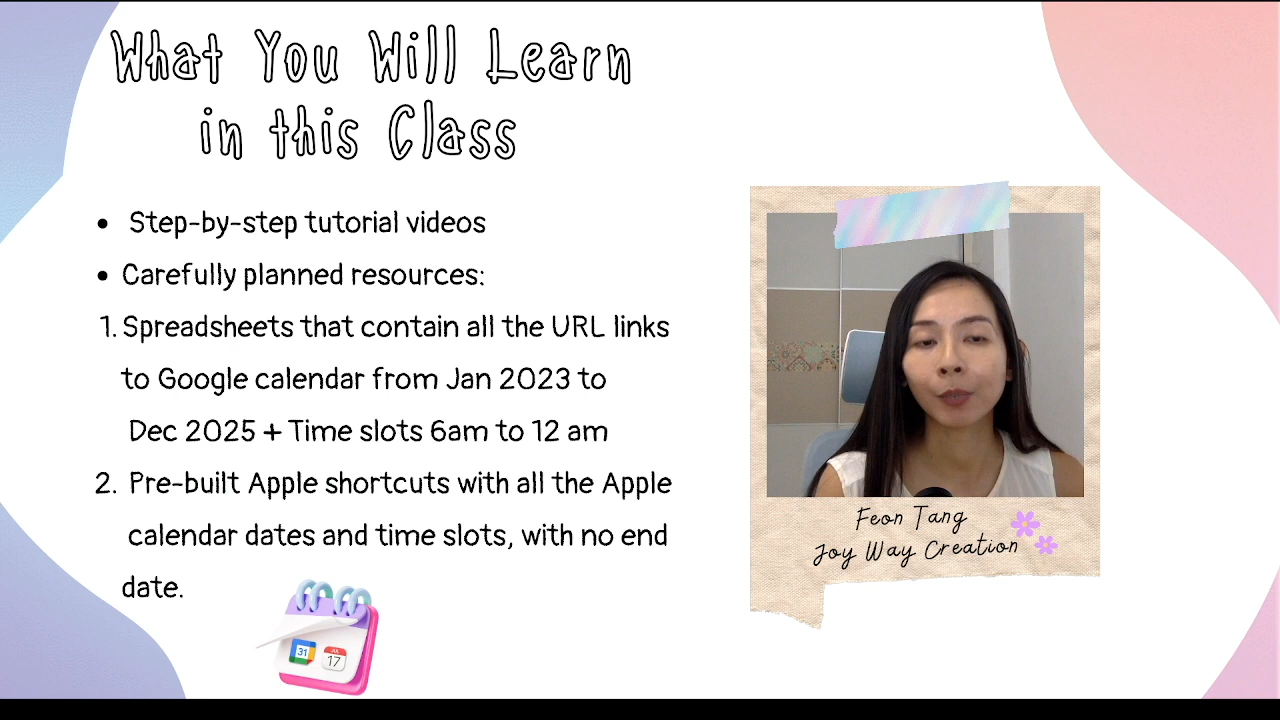 What You Will Learn
in this Class
• Step-by-step tutorial videos
• Carefully planned resources:
1. Spreadsheets that contain all the URL links
to Google calendar from Jan 2023 to
Dec 2025 + Time slots 6am to 12 am
2. Pre-built Apple shortcuts with all the Apple
calendar dates and time slots, with no end
date.
31
JUL
17
Feon Tang
Joy Way Creation